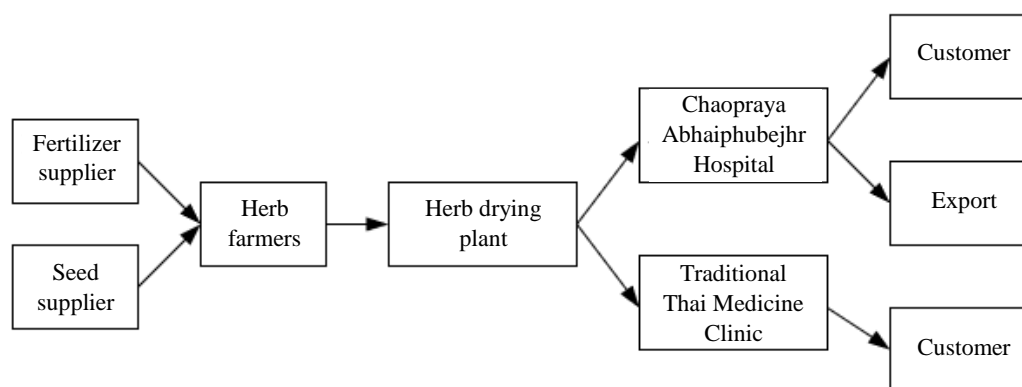 Fertilizer
supplier
Seed
supplier
Herb
farmers
Herb drying
plant
Chaopraya
Abhaiphubejhr
Hospital
Traditional
Thai Medicine
Clinic
Customer
Export
Customer